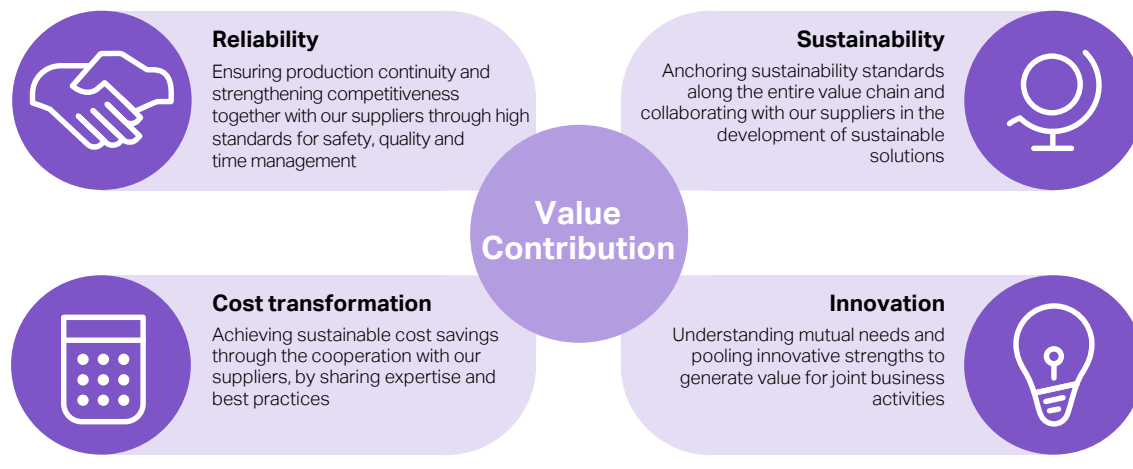 Reliability
Ensuring production continuity and
strengthening competitiveness
together with our suppliers through high
standards for safety, quality and
time management
Sustainability
Anchoring sustainability standards
along the entire value chain and
collaborating with our suppliers in the
development of sustainable
solutions
Value
Contribution
Cost transformation
Achieving sustainable cost savings
through the cooperation with our
suppliers, by sharing expertise and
best practices
Innovation
Understanding mutual needs and
pooling innovative strengths to
generate value for joint business
activities